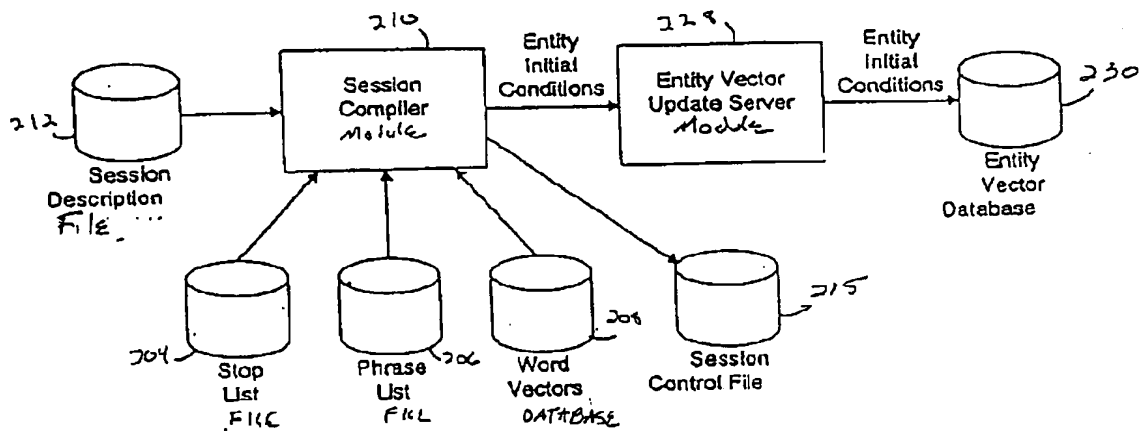 210
228
Entity
Initial
Conditions
Entity
Initial
Conditions
230
212
Session
Compiler
Module
Entity Vector
Update Server
Module
Session
Description
File
Entity
Vector
Database
204
206
208
215
Stop
List
FILE
Phrase
List
FIL
Word
Vectors
DATABASE
Session
Control File